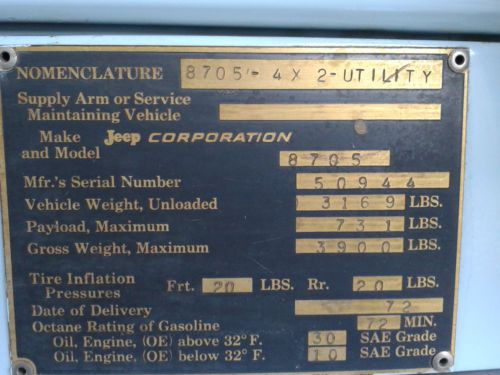 NOMENCLATURE 8705-4X2-UTILITY
Supply Arm or Service
Maintaining Vehicle
Make Jeep CORPORATION
and Model 8705
Mfr.'s Serial Number 50944
Vehicle Weight, Unloaded 3169 LBS.
Payload, Maximum 731 LBS.
Gross Weight, Maximum 3900 LBS.
Tire Inflation
Pressures Frt. 20 LBS. Rr. 20 LBS.
Date of Delivery 72
Octane Rating of Gasoline 72 MIN.
Oil, Engine, (OE) above 32° F. 30 SAE Grade
Oil, Engine, (OE) below 32° F. 10 SAE Grade